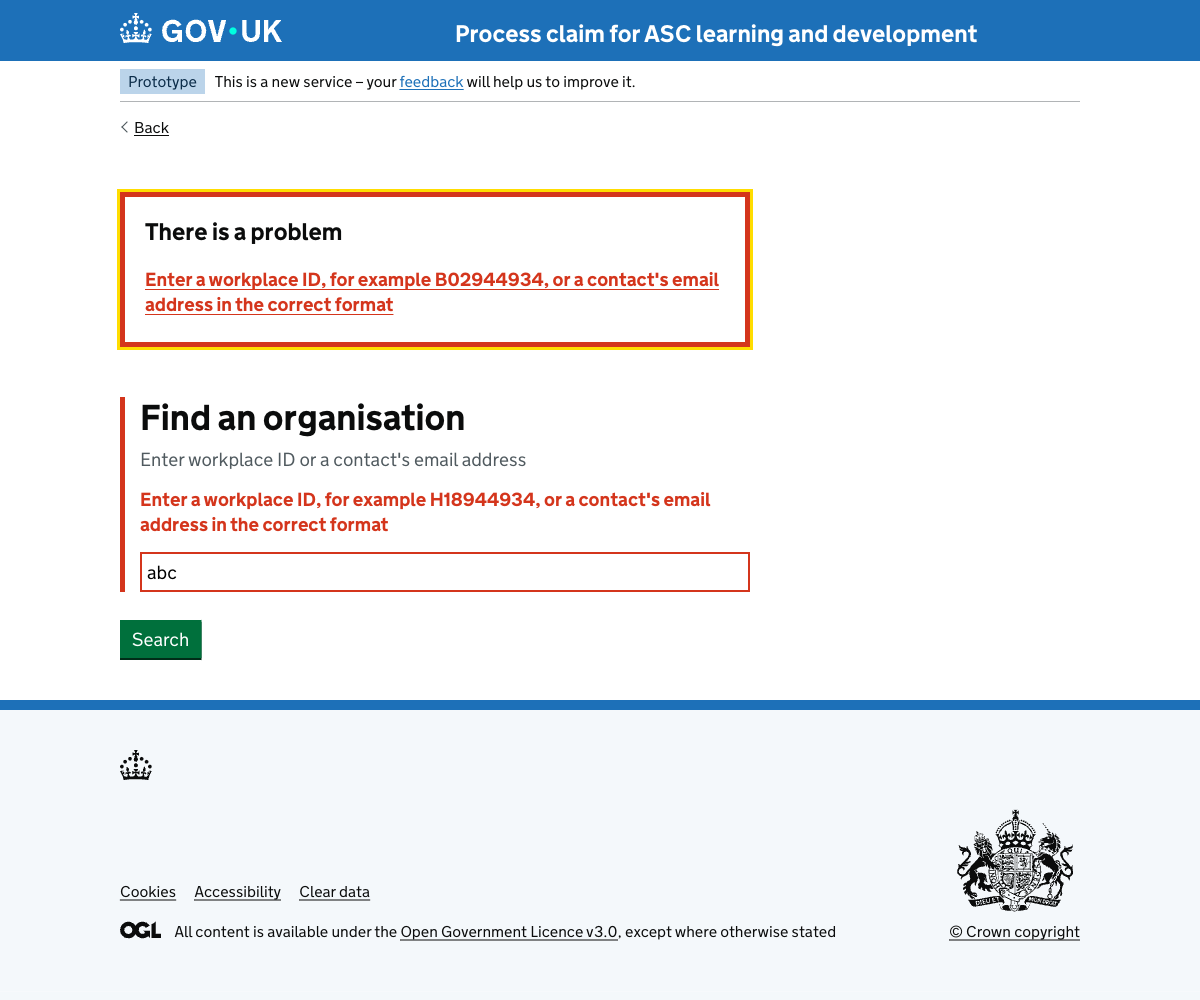 GOV·UK
Process claim for ASC learning and development
Prototype This is a new service – your feedback will help us to improve it.
Back
There is a problem
Enter a workplace ID, for example B02944934, or a contact's email
address in the correct format
Find an organisation
Enter workplace ID or a contact's email address
Enter a workplace ID, for example H18944934, or a contact's email
address in the correct format
abc
Search
Cookies Accessibility Clear data
OGL All content is available under the Open Government Licence v3.0, except where otherwise stated
© Crown copyright